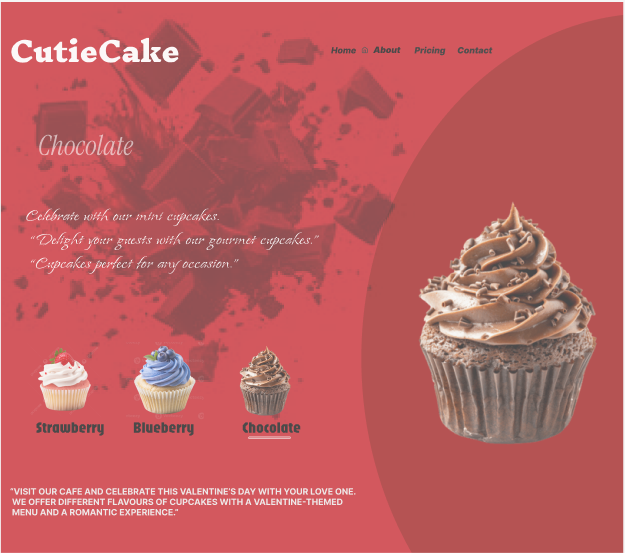 CutieCake
Home About Pricing Contact
Chocolate
Celebrate with our mini cupcakes.
“Delight your guests with our gourmet cupcakes.”
“Cupcakes perfect for any occasion.”
Strawberry Blueberry Chocolate
“VISIT OUR CAFE AND CELEBRATE THIS VALENTINE'S DAY WITH YOUR LOVE ONE.
WE OFFER DIFFERENT FLAVOURS OF CUPCAKES WITH A VALENTINE-THEMED
MENU AND A ROMANTIC EXPERIENCE.”